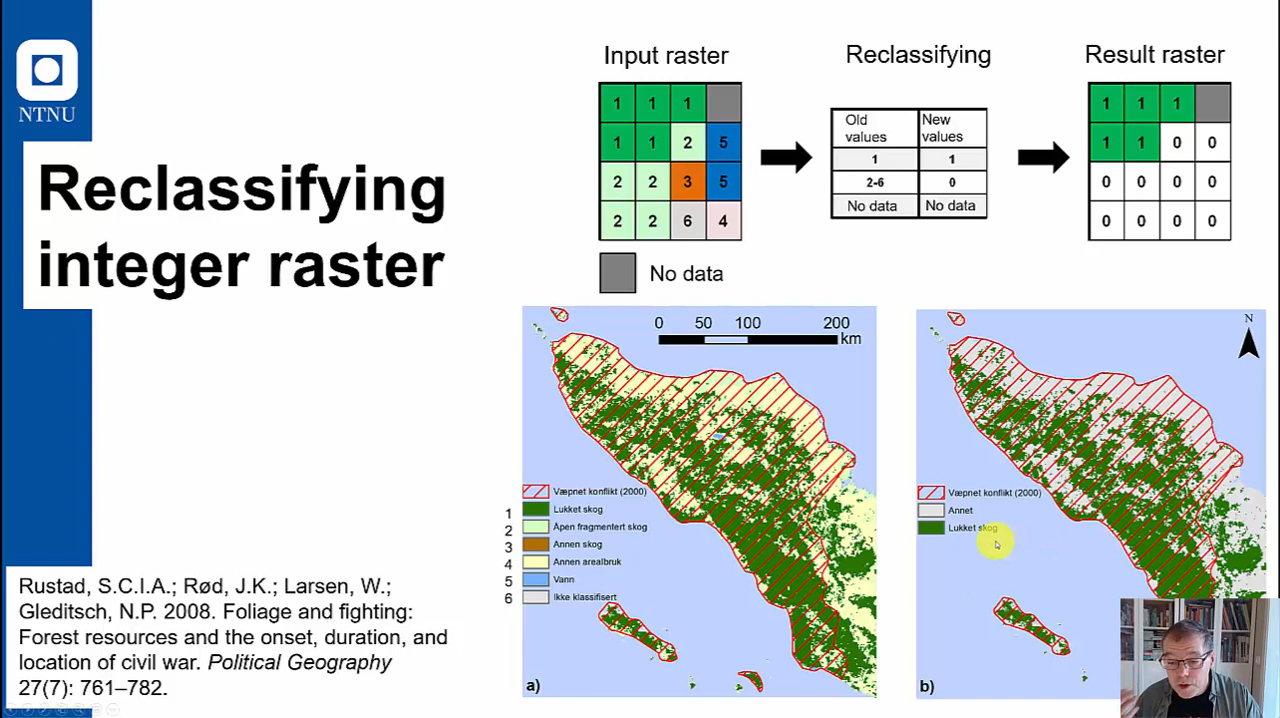 NTNU
Reclassifying
integer raster
Input raster
Reclassifying
Result raster
1 1 1
1 1 2 5
2 2 3 5
2 2 6 4
Old values New values
1 1
2-6 0
No data No data
1 1 1
1 1 0 0
0 0 0 0
0 0 0 0
No data
0 50 100 200
km
Væpnet konflikt (2000)
1 Lukket skog
2 Åpen fragmentert skog
3 Annen skog
4 Annen arealbruk
5 Vann
6 Ikke klassifisert
a)
N
Væpnet konflikt (2000)
Annet
Lukket skog
b)
Rustad, S.C.I.A.; Rød, J.K.; Larsen, W.;
Gleditsch, N.P. 2008. Foliage and fighting:
Forest resources and the onset, duration, and
location of civil war. Political Geography
27(7): 761–782.